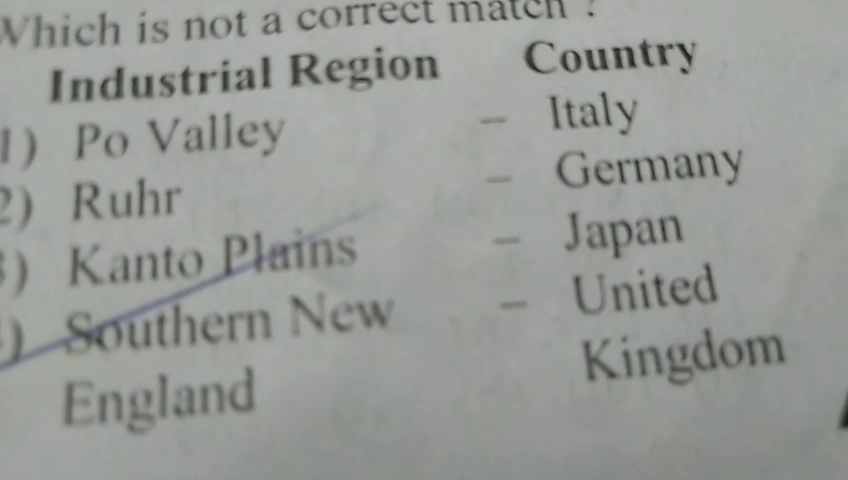 Which is not a correct match ?
Industrial Region Country
1) Po Valley – Italy
2) Ruhr – Germany
3) Kanto Plains – Japan
) Southern New – United
England Kingdom